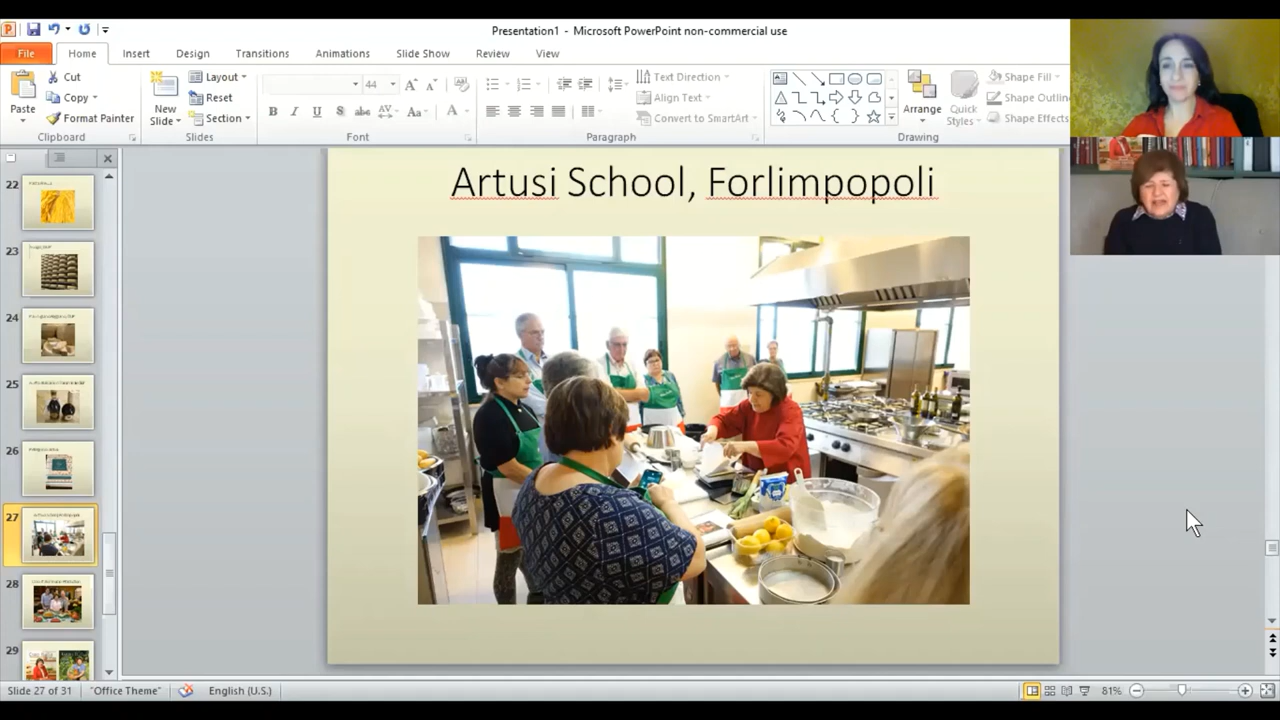 Presentation1 - Microsoft PowerPoint non-commercial use
File Home Insert Design Transitions Animations Slide Show Review View
Cut
Copy
Format Painter
Paste
Clipboard
New Slide
Layout
Reset
Section
Slides
44
Font
Text Direction
Align Text
Convert to SmartArt
Paragraph
Arrange
Quick Styles
Shape Fill
Shape Outlin
Shape Effects
Drawing
22
23
24
25
26
27
28
29
Artusi School, Forlimpopoli
Slide 27 of 31 "Office Theme" English (U.S.) 81%